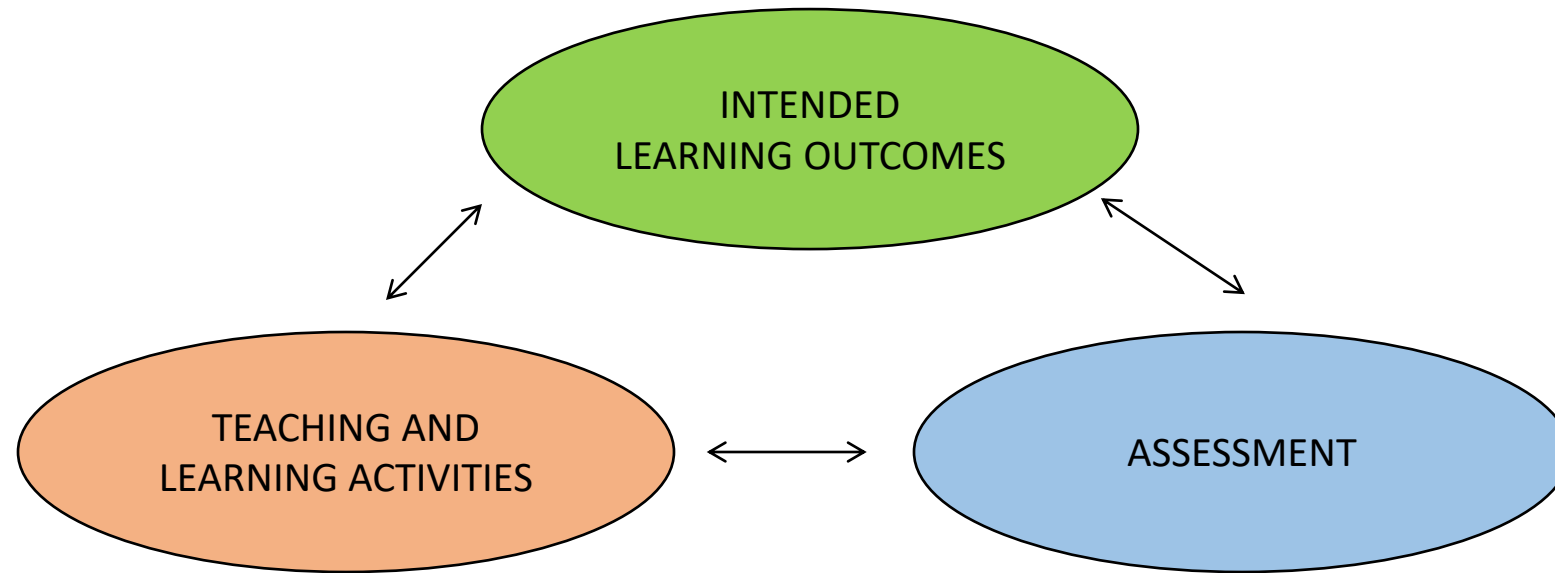 INTENDED
LEARNING OUTCOMES
TEACHING AND
LEARNING ACTIVITIES
ASSESSMENT